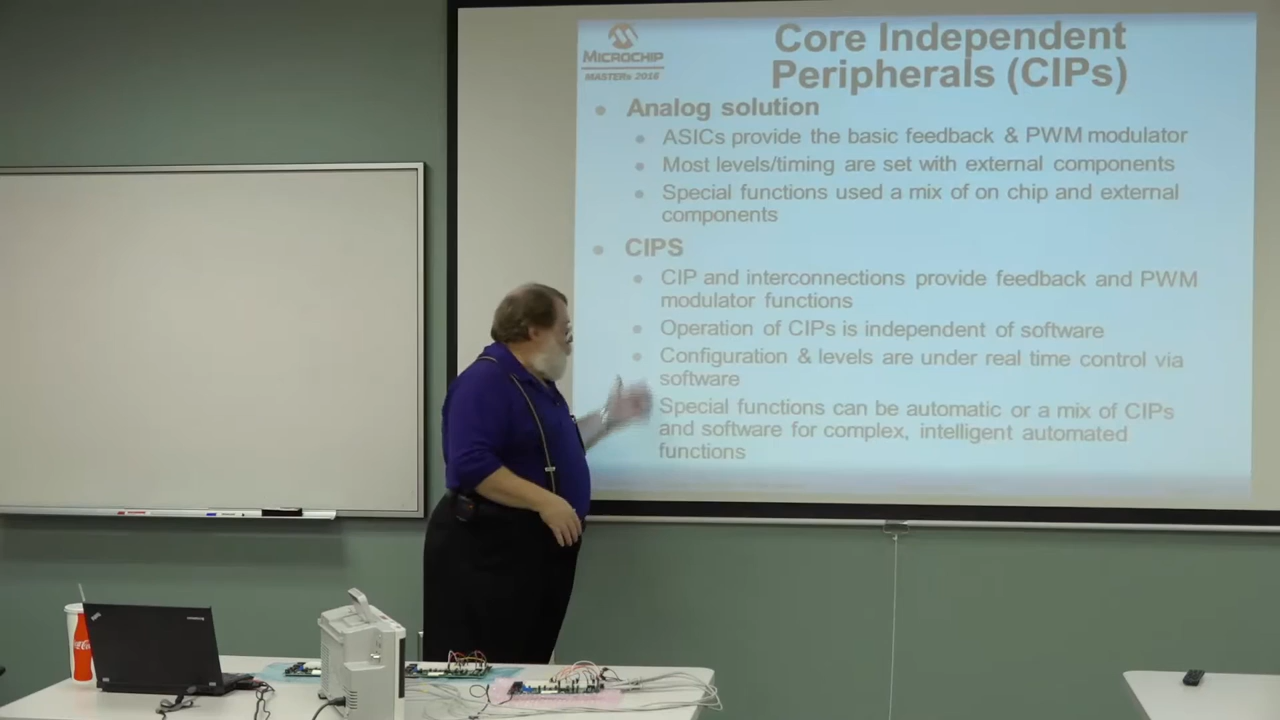 MICROCHIP
MASTERs 2016
Core Independent
Peripherals (CIPs)
Analog solution
ASICs provide the basic feedback & PWM modulator
Most levels/timing are set with external components
Special functions used a mix of on chip and external
components
CIPS
CIP and interconnections provide feedback and PWM
modulator functions
Operation of CIPs is independent of software
Configuration & levels are under real time control via
software
Special functions can be automatic or a mix of CIPs
and software for complex, intelligent automated
functions